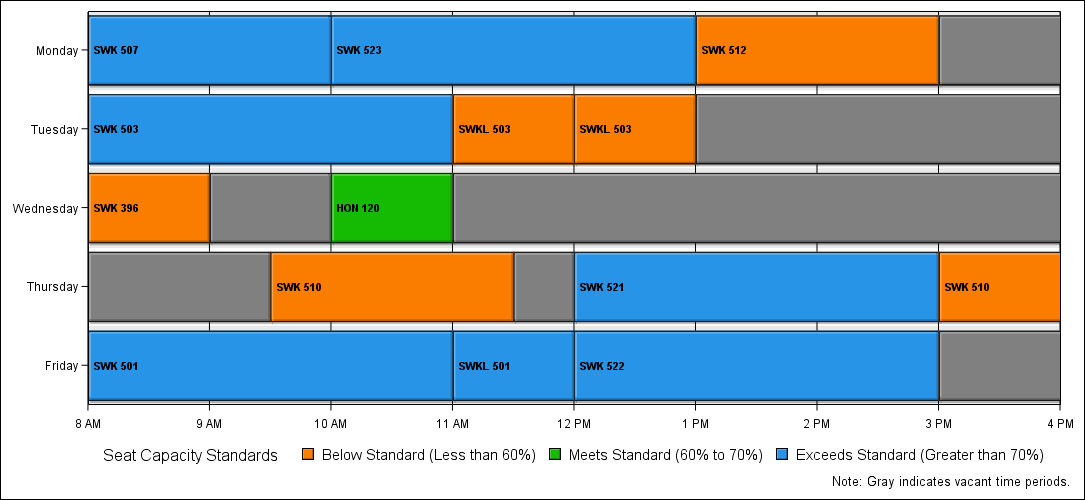 Monday SWK 507 SWK 523 SWK 512
Tuesday SWK 503 SWKL 503 SWKL 503
Wednesday SWK 396 HON 120
Thursday SWK 510 SWK 521 SWK 510
Friday SWK 501 SWKL 501 SWK 522
8 AM 9 AM 10 AM 11 AM 12 PM 1 PM 2 PM 3 PM 4 PM
Seat Capacity Standards Below Standard (Less than 60%) Meets Standard (60% to 70%) Exceeds Standard (Greater than 70%)
Note: Gray indicates vacant time periods.